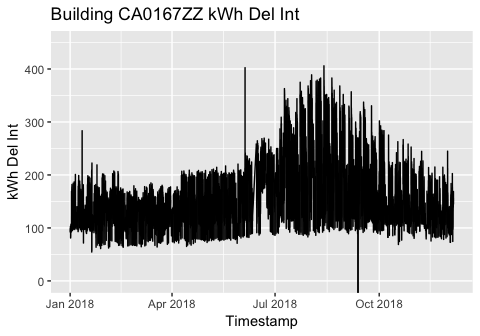 Building CA0167ZZ kWh Del Int
kWh Del Int
400
300
200
100
0
Jan 2018
Apr 2018
Jul 2018
Oct 2018
Timestamp